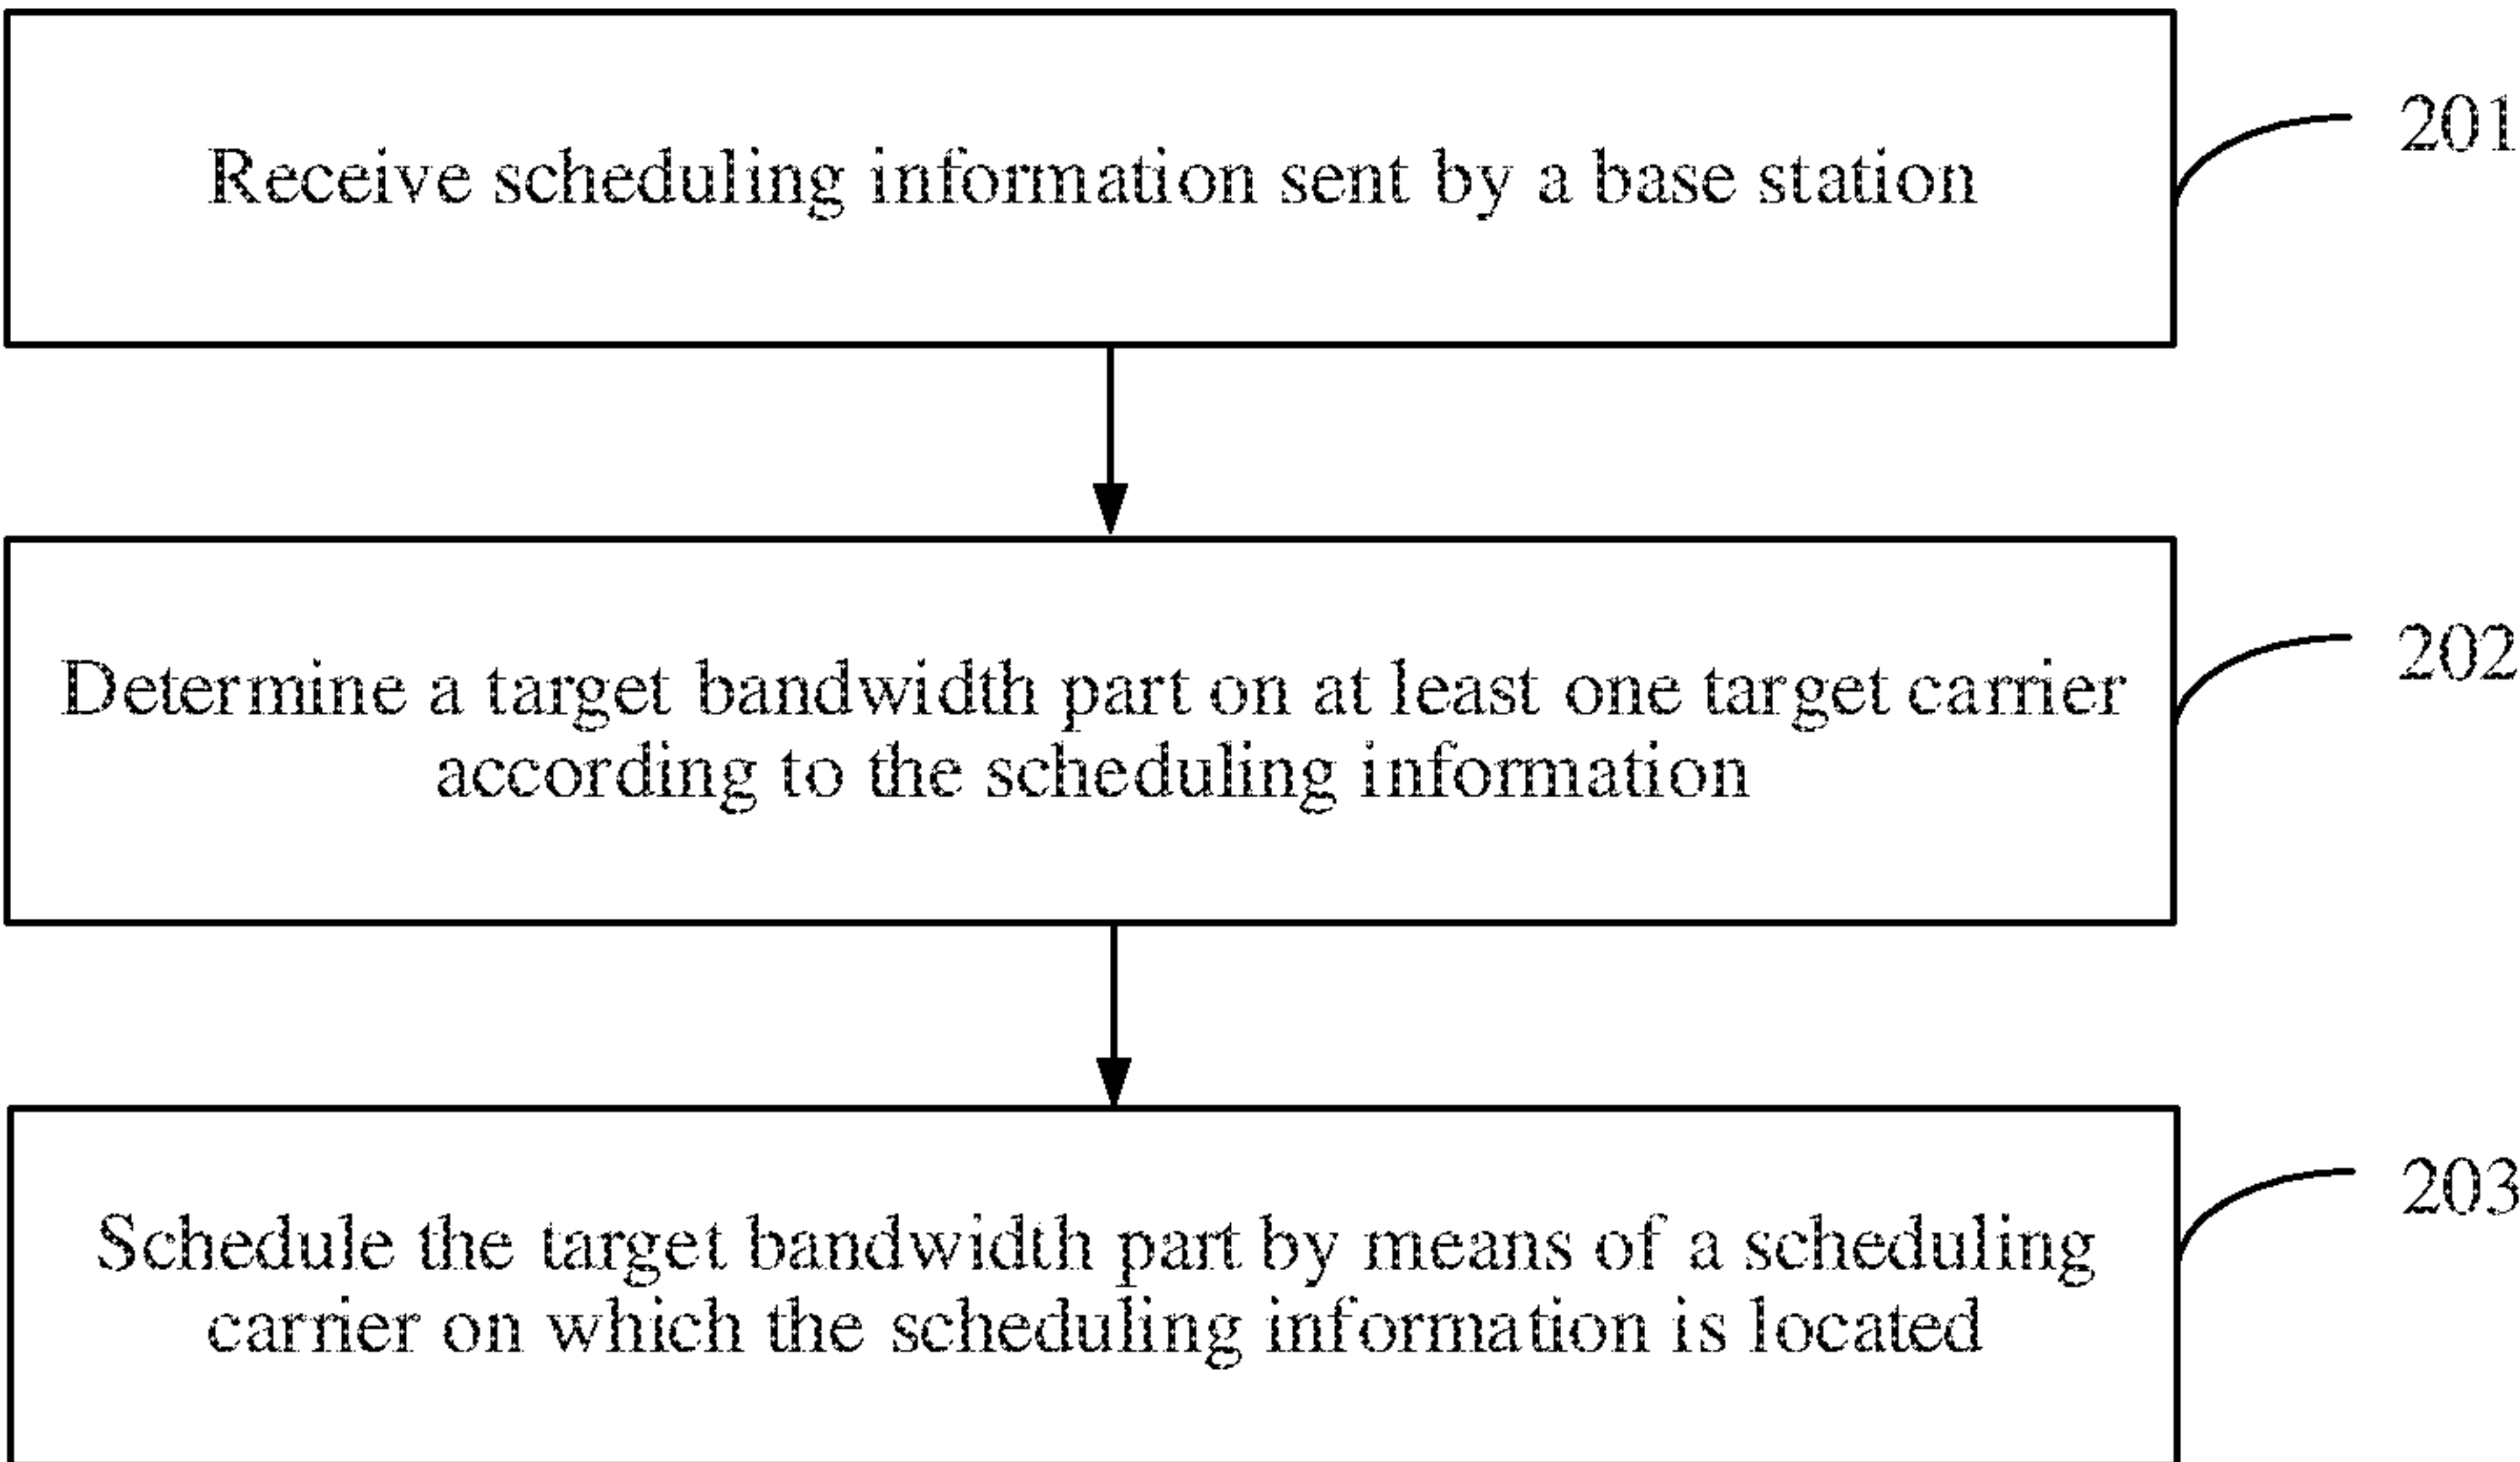 Receive scheduling information sent by a base station
201
Determine a target bandwidth part on at least one target carrier
according to the scheduling information
202
Schedule the target bandwidth part by means of a scheduling
carrier on which the scheduling information is located
203